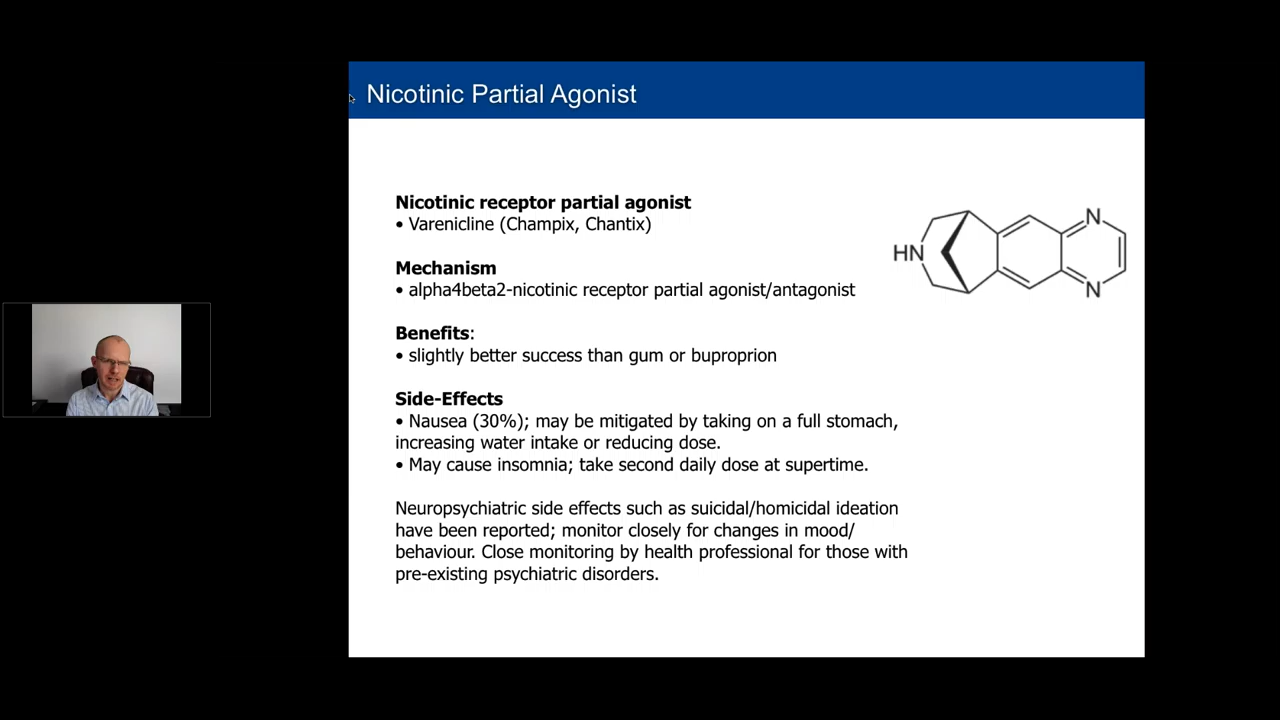 Nicotinic Partial Agonist
Nicotinic receptor partial agonist
• Varenicline (Champix, Chantix)
Mechanism
• alpha4beta2-nicotinic receptor partial agonist/antagonist
Benefits:
• slightly better success than gum or buproprion
Side-Effects
• Nausea (30%); may be mitigated by taking on a full stomach,
increasing water intake or reducing dose.
• May cause insomnia; take second daily dose at supertime.
Neuropsychiatric side effects such as suicidal/homicidal ideation
have been reported; monitor closely for changes in mood/
behaviour. Close monitoring by health professional for those with
pre-existing psychiatric disorders.
N
HN
N